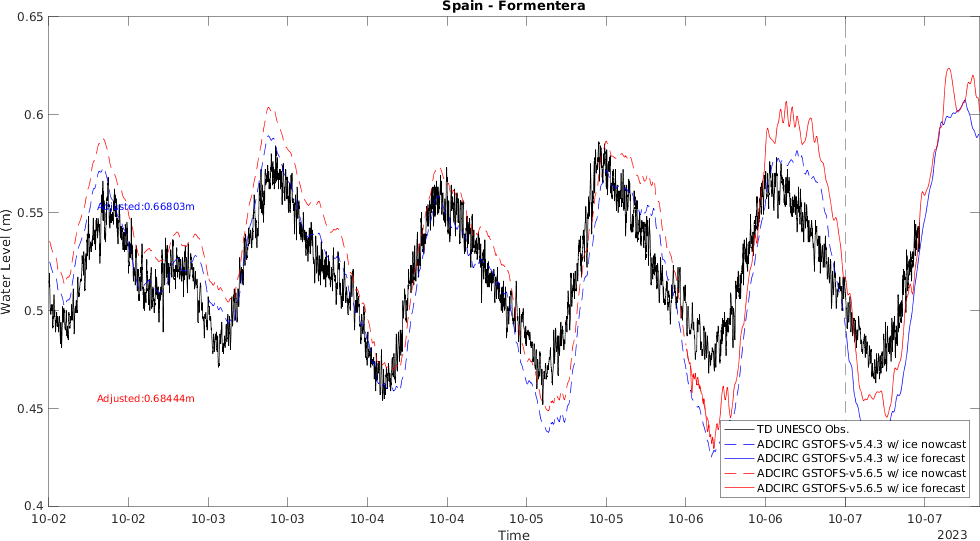 Spain - Formentera
0.65
0.6
0.55
0.5
0.45
0.4
Water Level (m)
Adjusted:0.66803m
Adjusted:0.68444m
TD UNESCO Obs.
ADCIRC GSTOFS-v5.4.3 w/ ice nowcast
ADCIRC GSTOFS-v5.4.3 w/ ice forecast
ADCIRC GSTOFS-v5.6.5 w/ ice nowcast
ADCIRC GSTOFS-v5.6.5 w/ ice forecast
10-02 10-02 10-03 10-03 10-04 10-04 10-05 10-05 10-06 10-06 10-07 10-07
Time
2023